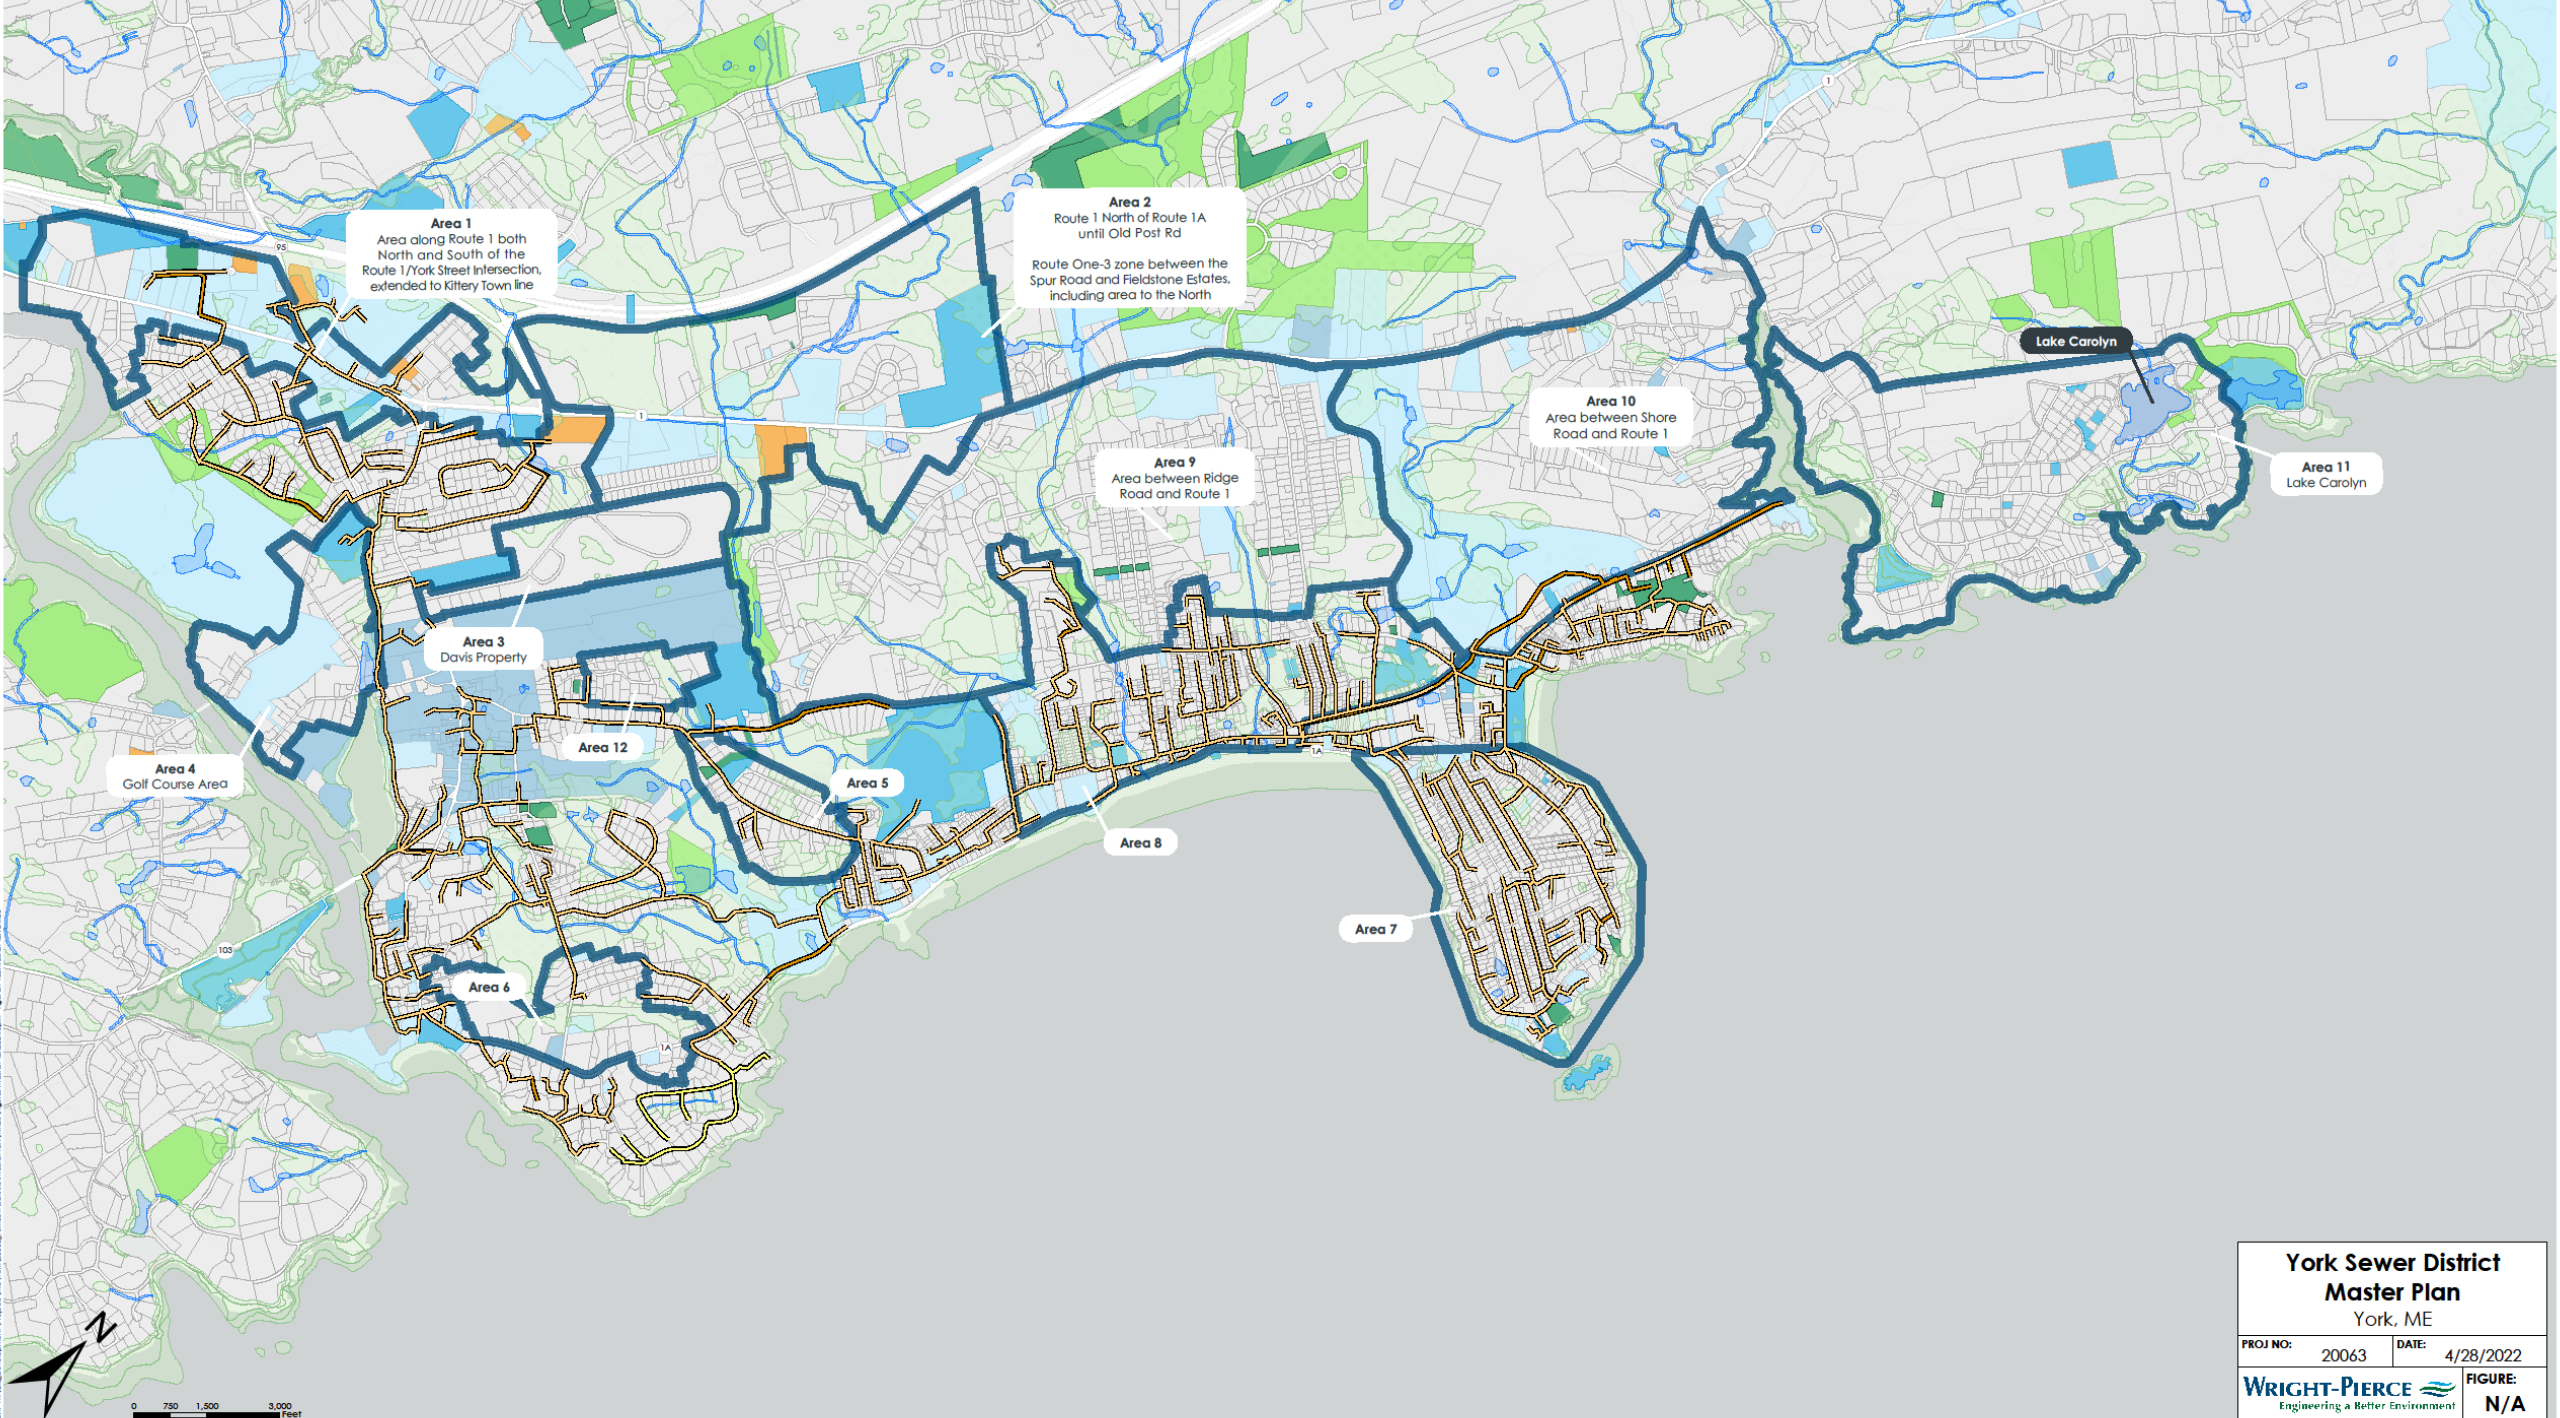 95
Area 1
Area along Route 1 both
North and South of the
Route 1/York Street Intersection,
extended to Kittery Town line
Area 2
Route 1 North of Route 1A
until Old Post Rd
Route One-3 zone between the
Spur Road and Fieldstone Estates,
including area to the North
1
Lake Carolyn
1
Area 10
Area between Shore
Road and Route 1
Area 9
Area between Ridge
Road and Route 1
Area 11
Lake Carolyn
Area 3
Davis Property
Area 12
1A
Area 4
Golf Course Area
Area 5
Area 8
Area 7
103
Area 6
1A
N
0 750 1,500 3,000
Feet
York Sewer District
Master Plan
York, ME
PROJ NO: 20063
DATE: 4/28/2022
WRIGHT-PIERCE
Engineering a Better Environment
FIGURE:
N/A